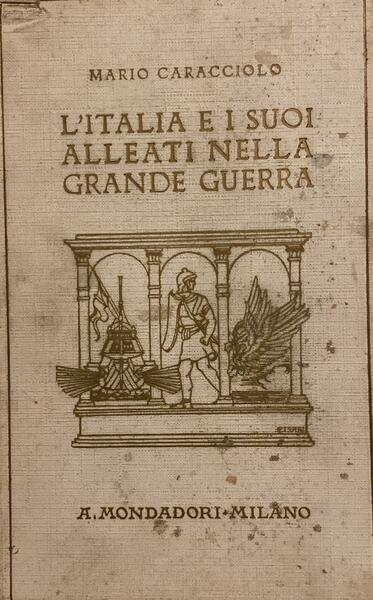 MARIO CARACCIOLO
L'ITALIA E I SUOI
ALLEATI NELLA
GRANDE GUERRA
A. MONDADORI · MILANO